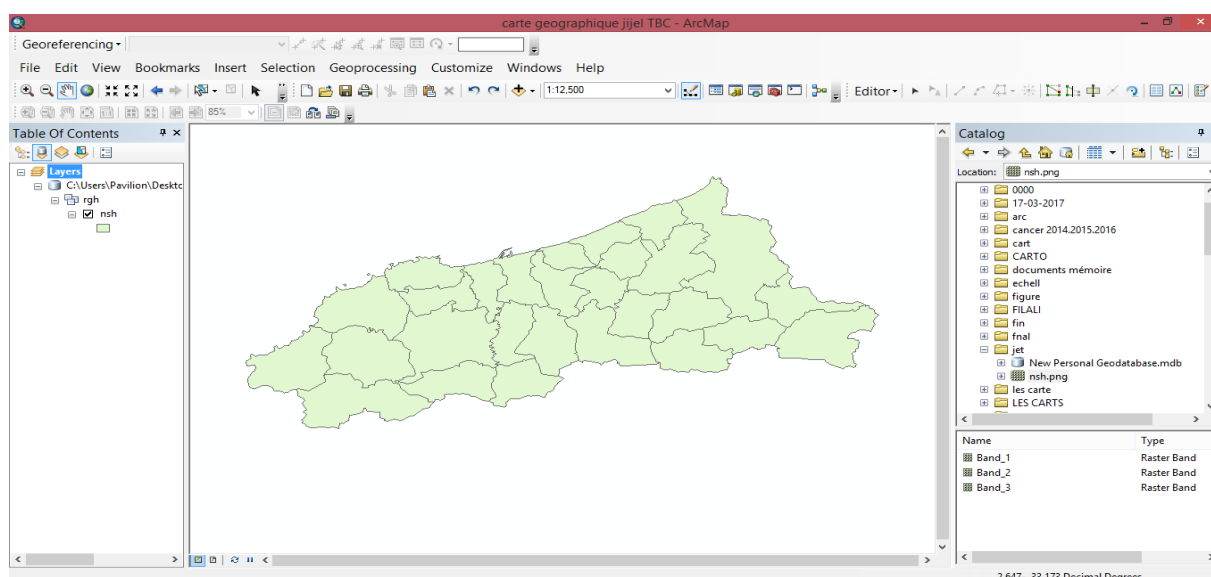 carte geographique jijel TBC - ArcMap
Georeferencing
File Edit View Bookmarks Insert Selection Geoprocessing Customize Windows Help
1:12,500
Editor
85%
Table Of Contents
Layers
C:\Users\Pavilion\Deskto
rgh
nsh
Catalog
Location: nsh.png
0000
17-03-2017
arc
cancer 2014.2015.2016
cart
CARTO
documents mémoire
echell
figure
FILALI
fin
fnal
jet
New Personal Geodatabase.mdb
nsh.png
les carte
LES CARTS
Name Type
Band_1 Raster Band
Band_2 Raster Band
Band_3 Raster Band